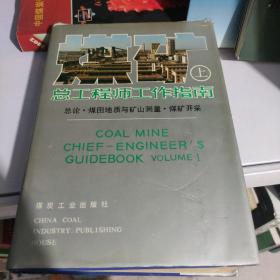 煤矿
上
总工程师工作指南
总论·煤田地质与矿山测量·煤矿开采
COAL MINE
CHIEF-ENGINEER'S
GUIDEBOOK VOLUME 1
煤炭工业出版社
CHINA COAL
INDUSTRY PUBLISHING
HOUSE